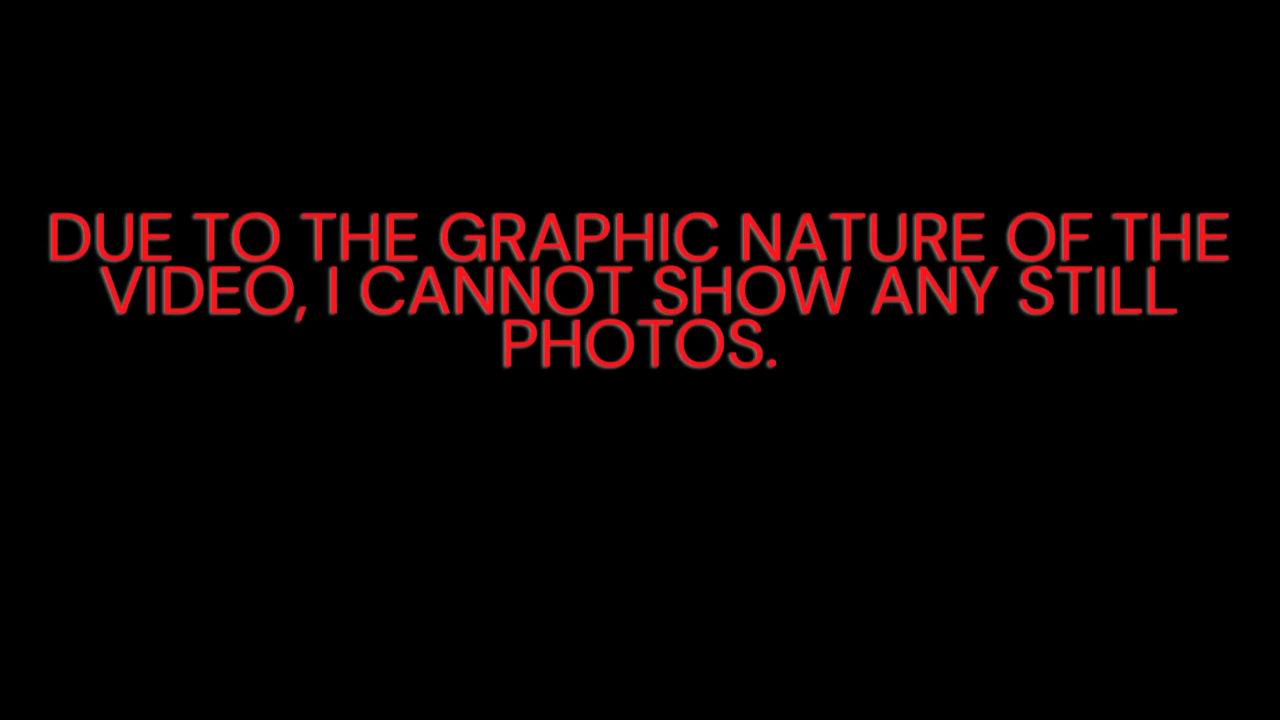 DUE TO THE GRAPHIC NATURE OF THE
VIDEO, I CANNOT SHOW ANY STILL
PHOTOS.